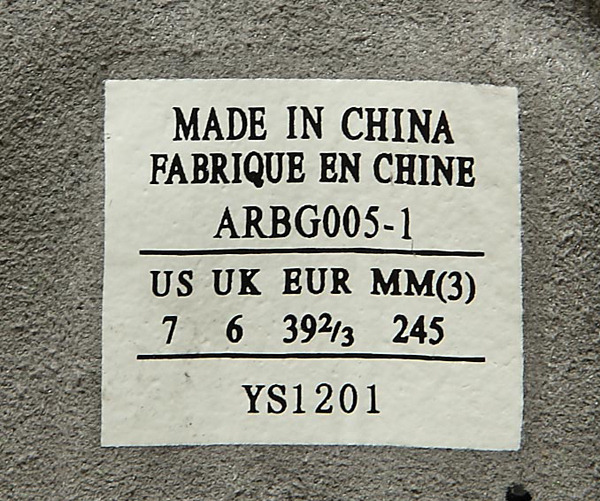 MADE IN CHINA
FABRIQUE EN CHINE
ARBG005-1
US UK EUR MM(3)
7 6 39²/₃ 245
YS1201